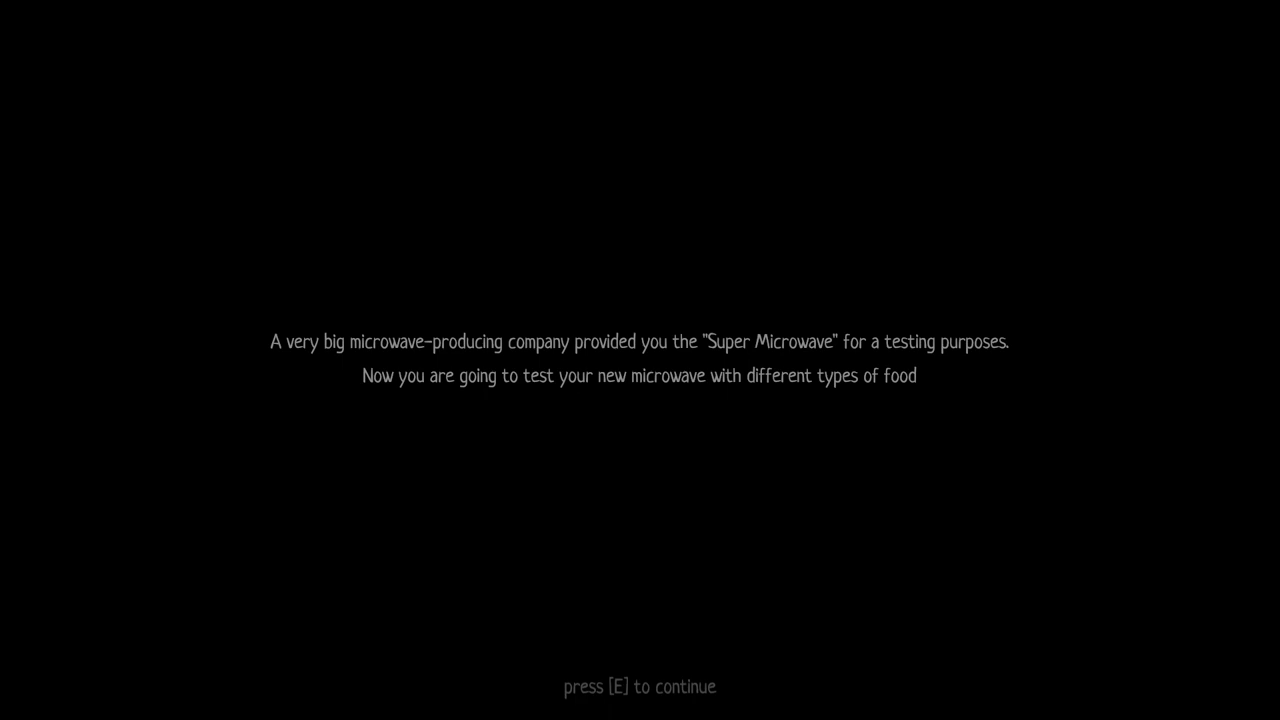 A very big microwave-producing company provided you the "Super Microwave" for a testing purposes.
Now you are going to test your new microwave with different types of food
press [E] to continue